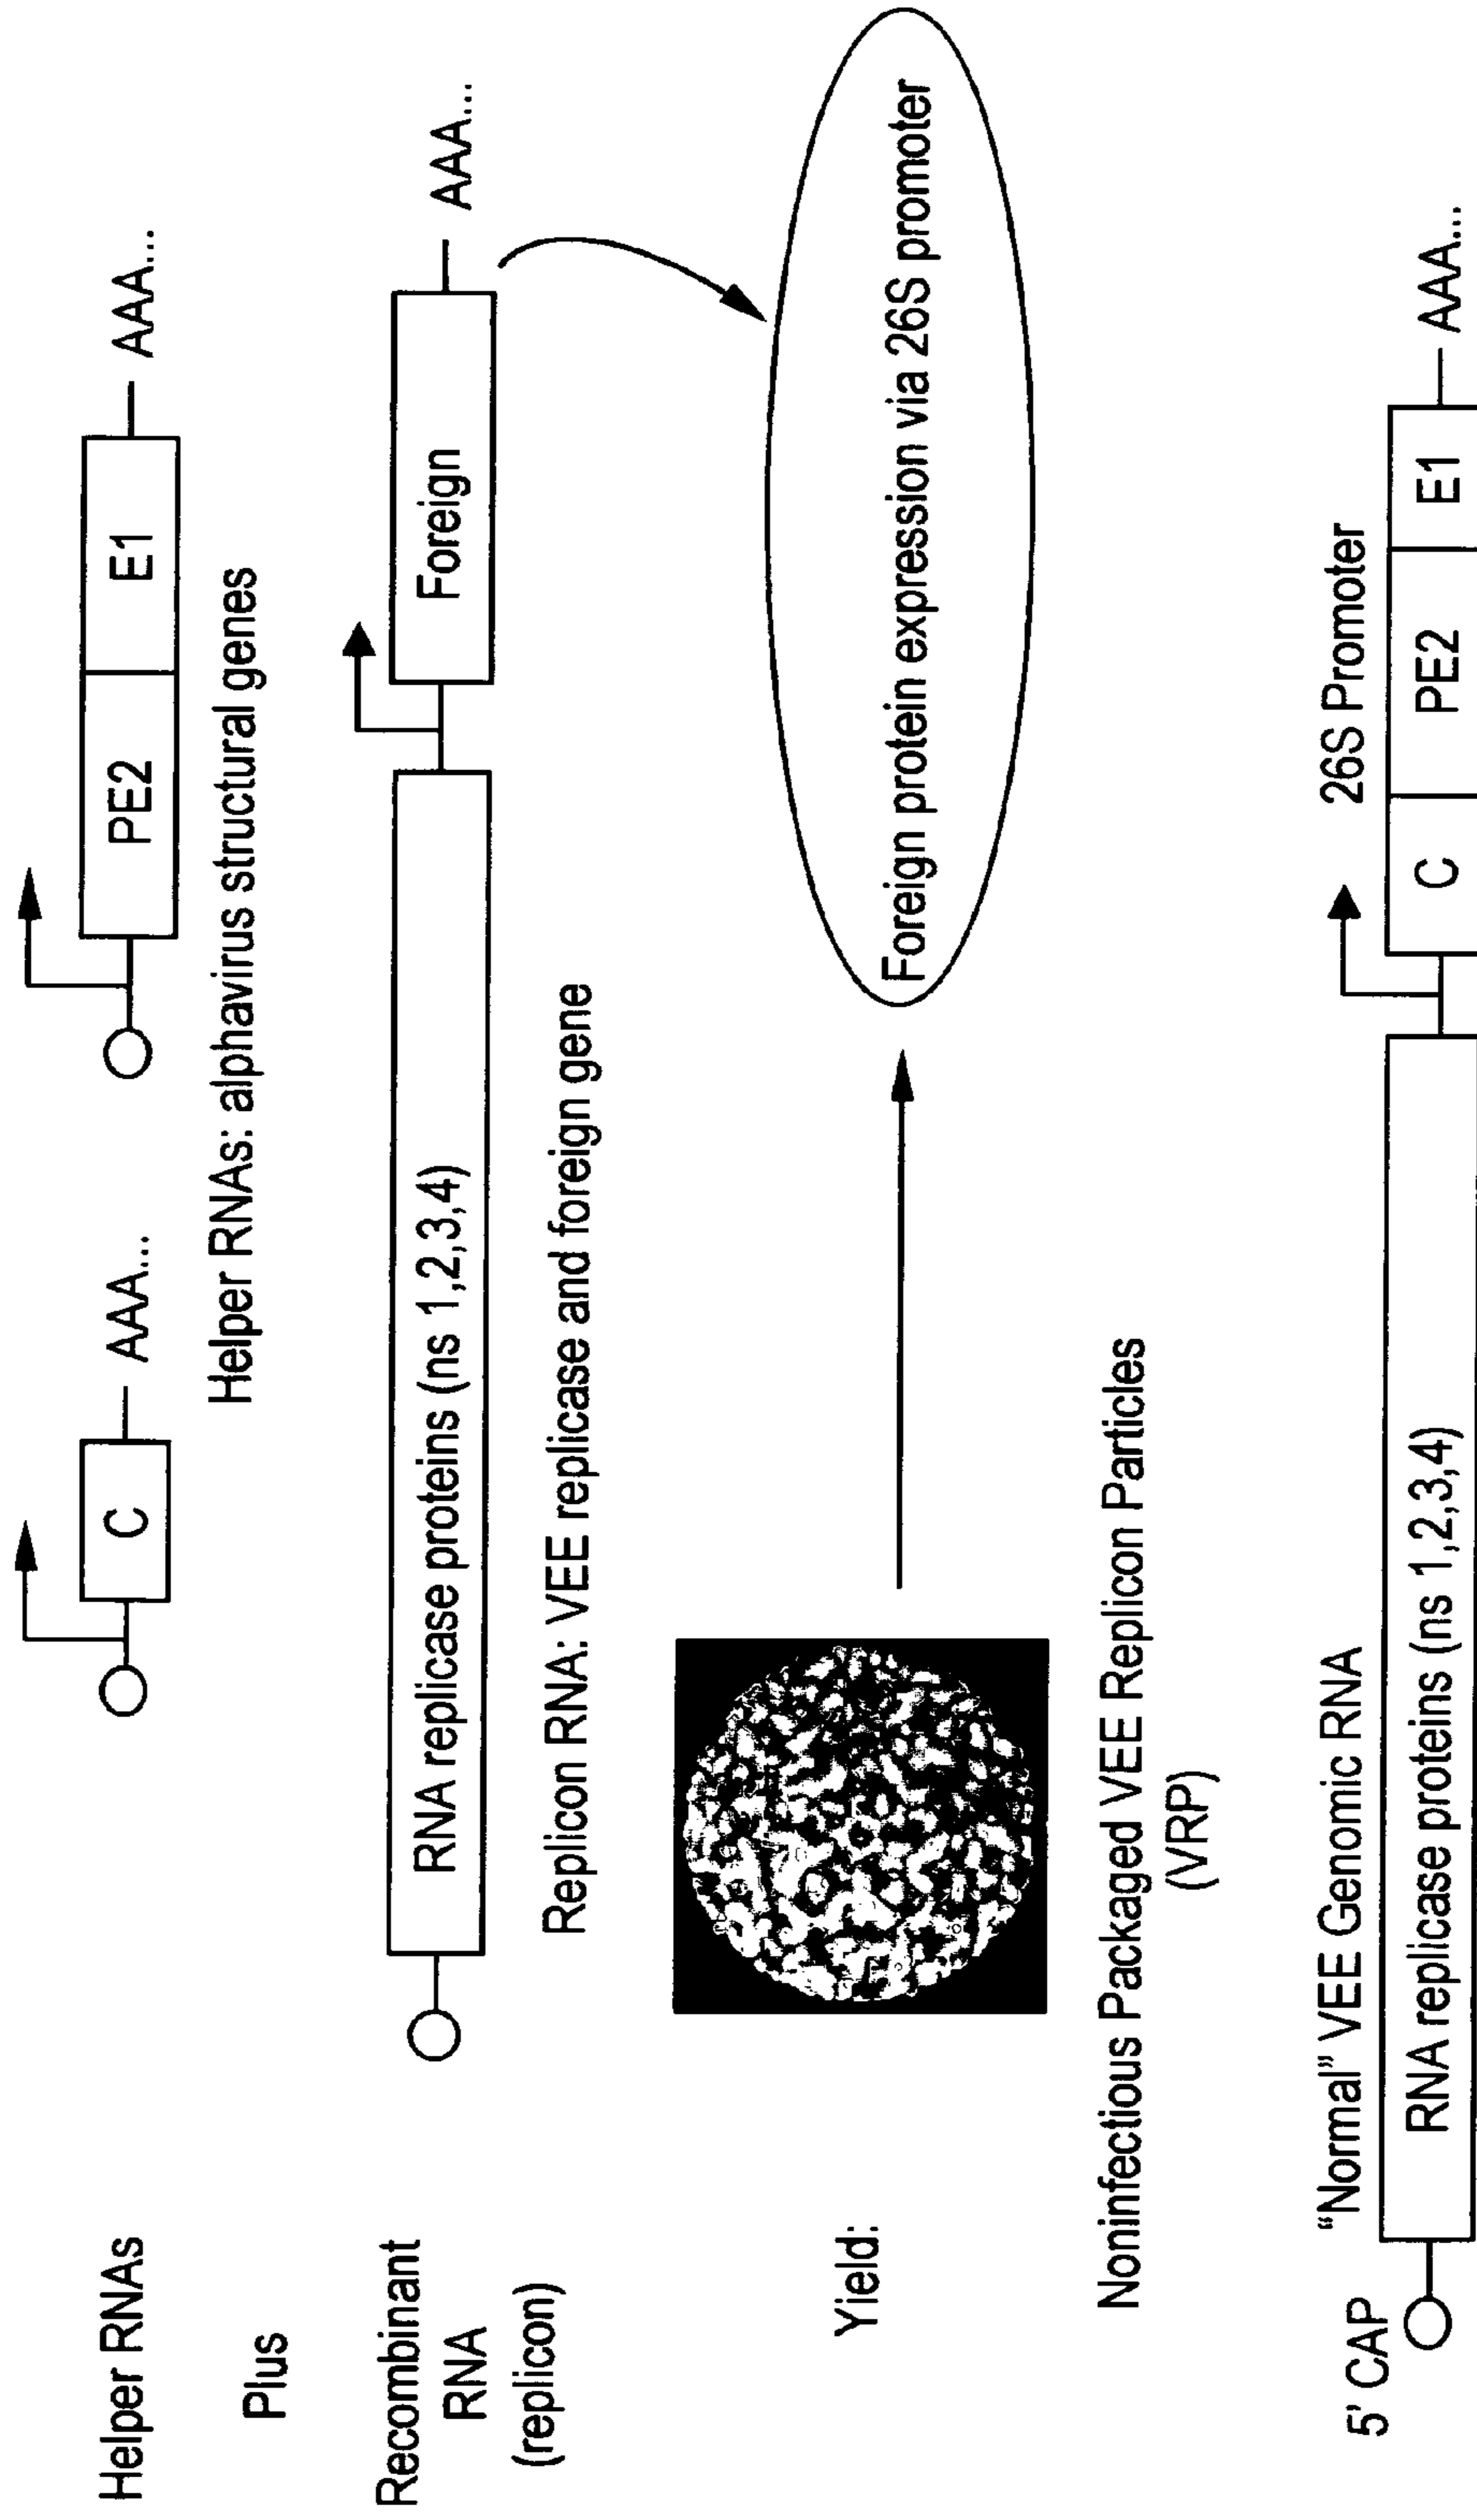 Helper RNAs
C
AAA...
PE2
E1
AAA...
Plus
Helper RNAs: alphavirus structural genes
Recombinant
RNA
(replicon)
RNA replicase proteins (ns 1,2,3,4)
Foreign
AAA...
Replicon RNA: VEE replicase and foreign gene
Yield:
Foreign protein expression via 26S promoter
Noninfectious Packaged VEE Replicon Particles
(VRP)
5' CAP
“Normal” VEE Genomic RNA
26S Promoter
RNA replicase proteins (ns 1,2,3,4)
C
PE2
E1
AAA...